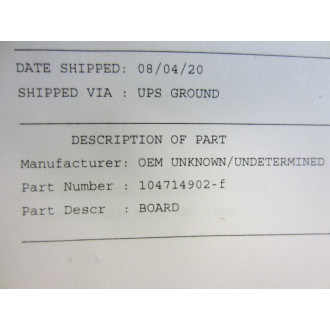 DATE SHIPPED: 08/04/20
SHIPPED VIA : UPS GROUND
DESCRIPTION OF PART
Manufacturer: OEM UNKNOWN/UNDETERMINED
Part Number : 104714902-f
Part Descr : BOARD